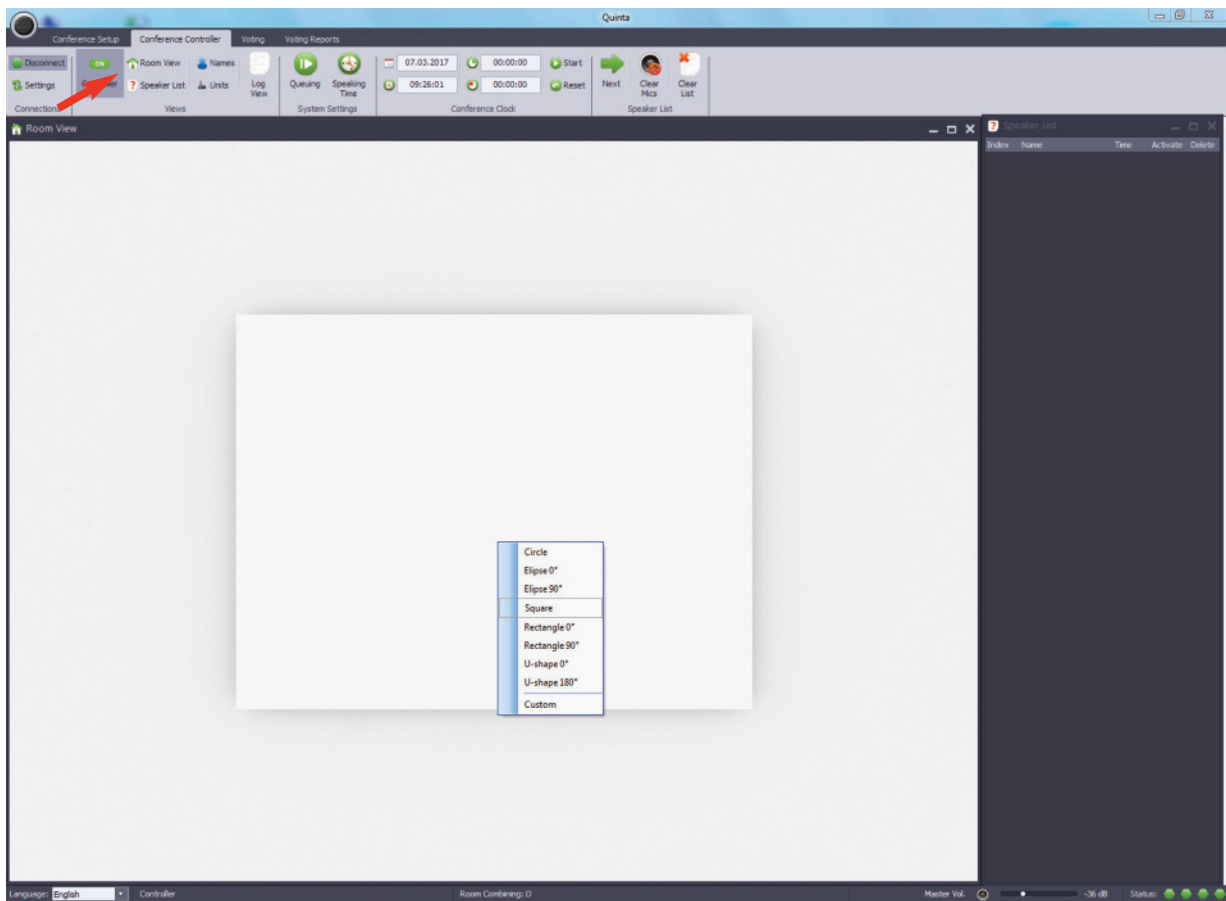 Quinta
Conference Setup Conference Controller Voting Voting Reports
Disconnect ON Room View Names 07.03.2017 00:00:00 Start
Settings Speaker List Units Log View Queuing Speaking Time 09:26:01 00:00:00 Reset Next Clear Mics Clear List
Connections Views System Settings Conference Clock Speaker List
Room View
Speaker List
Index Name Time Activate Delete
Circle
Elipse 0°
Elipse 90°
Square
Rectangle 0°
Rectangle 90°
U-shape 0°
U-shape 180°
Custom
Language: English Controller Room Combining: D Master Vol. -36 dB Status: